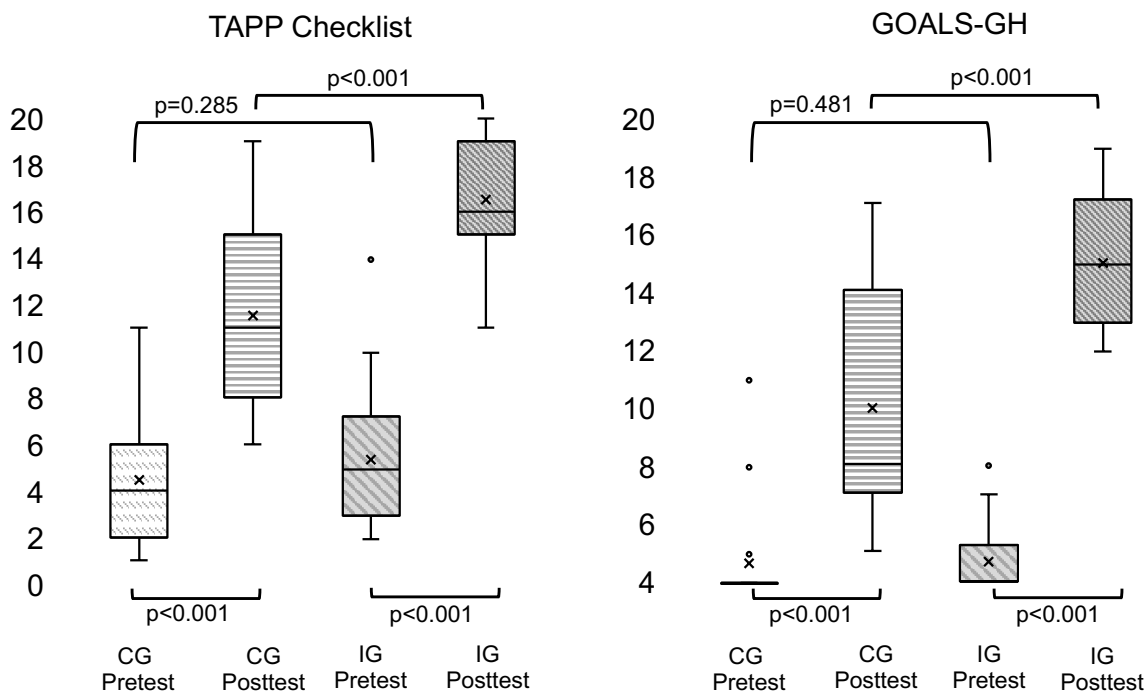 TAPP Checklist
p<0.001
p=0.285
20
18
16
14
12
10
8
6
4
2
0
p<0.001
p<0.001
CG
Pretest
CG
Posttest
IG
Pretest
IG
Posttest
GOALS-GH
p<0.001
p=0.481
20
18
16
14
12
10
8
6
4
p<0.001
p<0.001
CG
Pretest
CG
Posttest
IG
Pretest
IG
Posttest